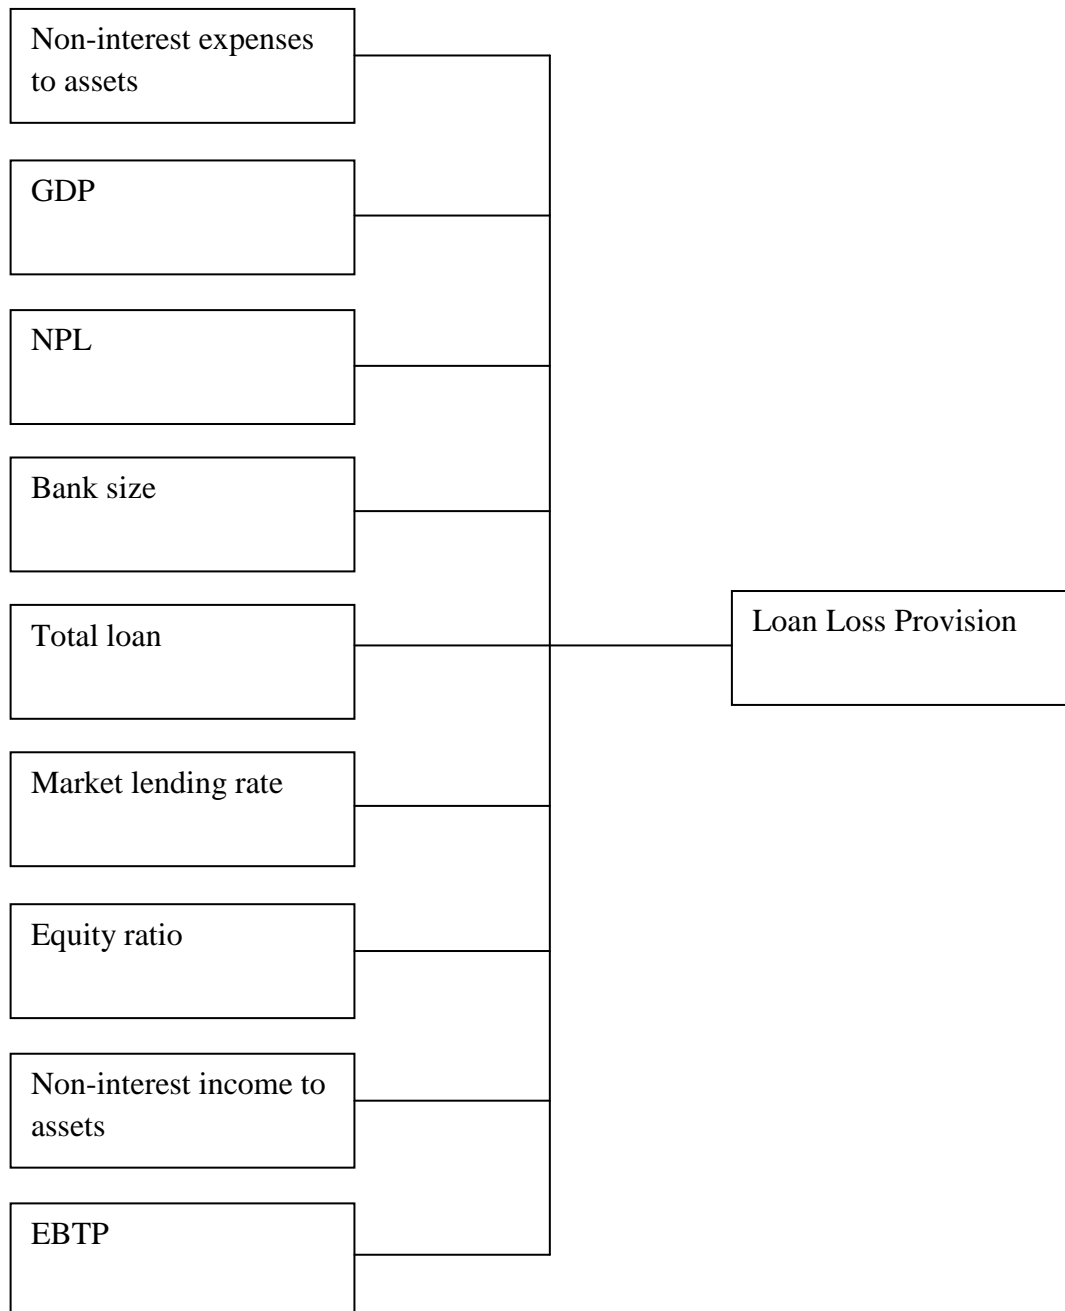 Non-interest expenses
to assets
GDP
NPL
Bank size
Total loan
Loan Loss Provision
Market lending rate
Equity ratio
Non-interest income to
assets
EBTP